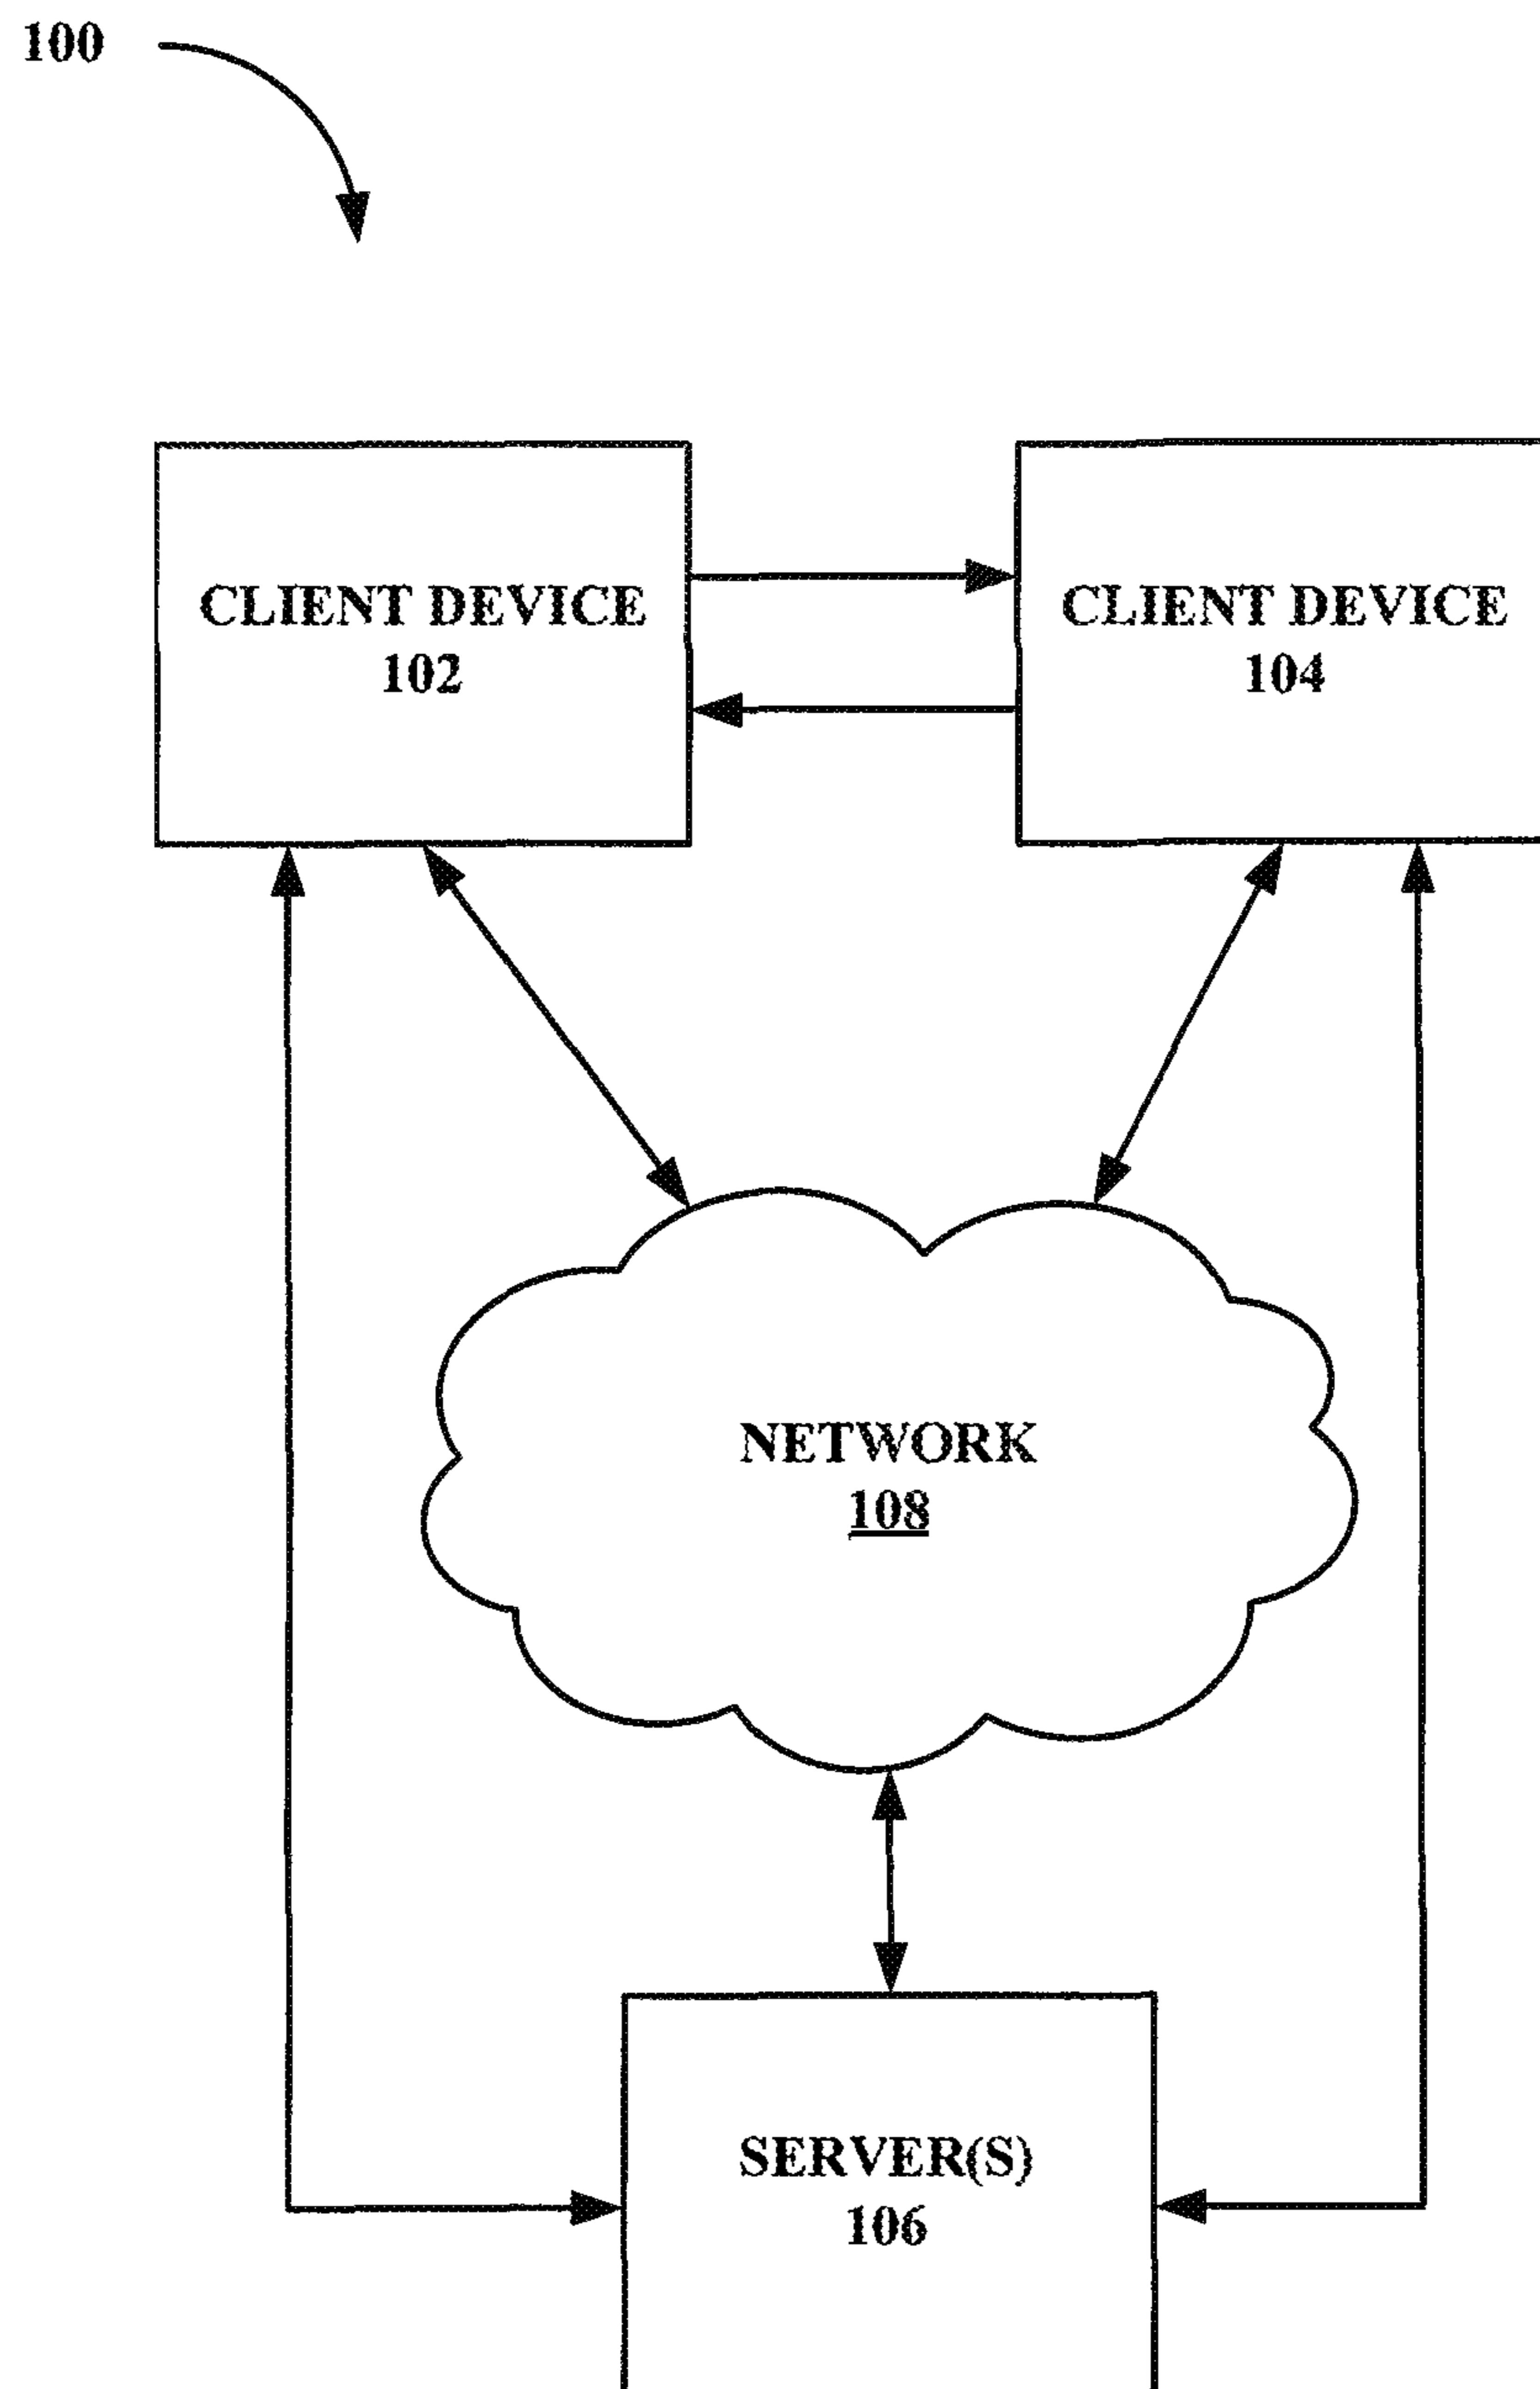 100
CLIENT DEVICE
102
CLIENT DEVICE
104
NETWORK
108
SERVER(S)
106